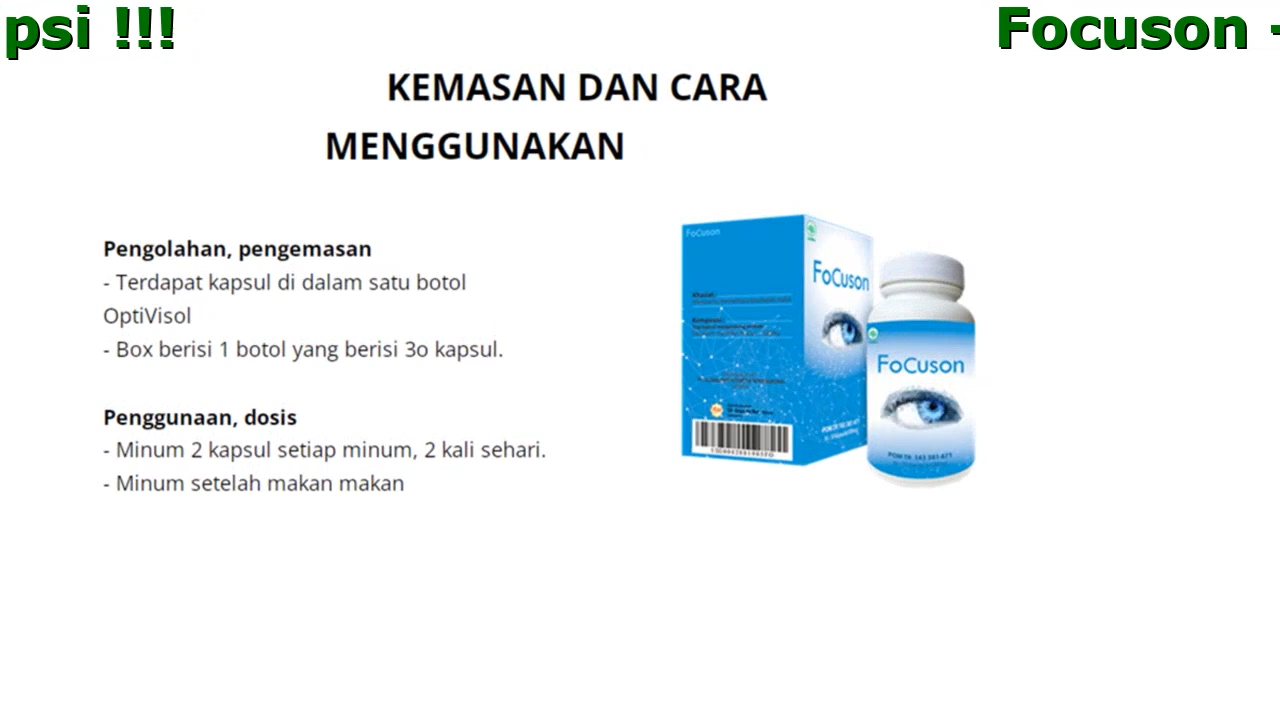 psi !!!
Focuson
KEMASAN DAN CARA
MENGGUNAKAN
Pengolahan, pengemasan
- Terdapat kapsul di dalam satu botol
OptiVisol
- Box berisi 1 botol yang berisi 3o kapsul.
Penggunaan, dosis
- Minum 2 kapsul setiap minum, 2 kali sehari.
- Minum setelah makan makan
FoCuson
FoCuson
FoCuson